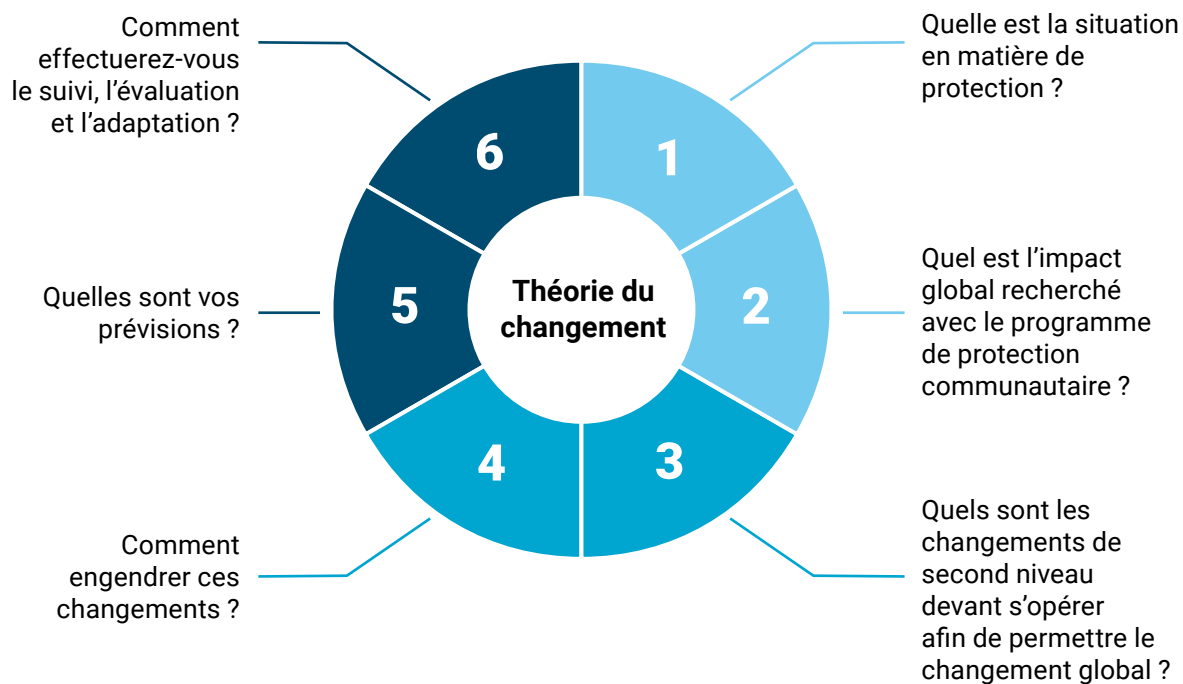 Théorie du
changement
1
Quelle est la situation
en matière de
protection ?
2
Quel est l’impact
global recherché
avec le programme
de protection
communautaire ?
3
Quels sont les
changements de
second niveau
devant s’opérer
afin de permettre le
changement global ?
4
Comment
engendrer ces
changements ?
5
Quelles sont vos
prévisions ?
6
Comment
effectuerez-vous
le suivi, l’évaluation
et l’adaptation ?